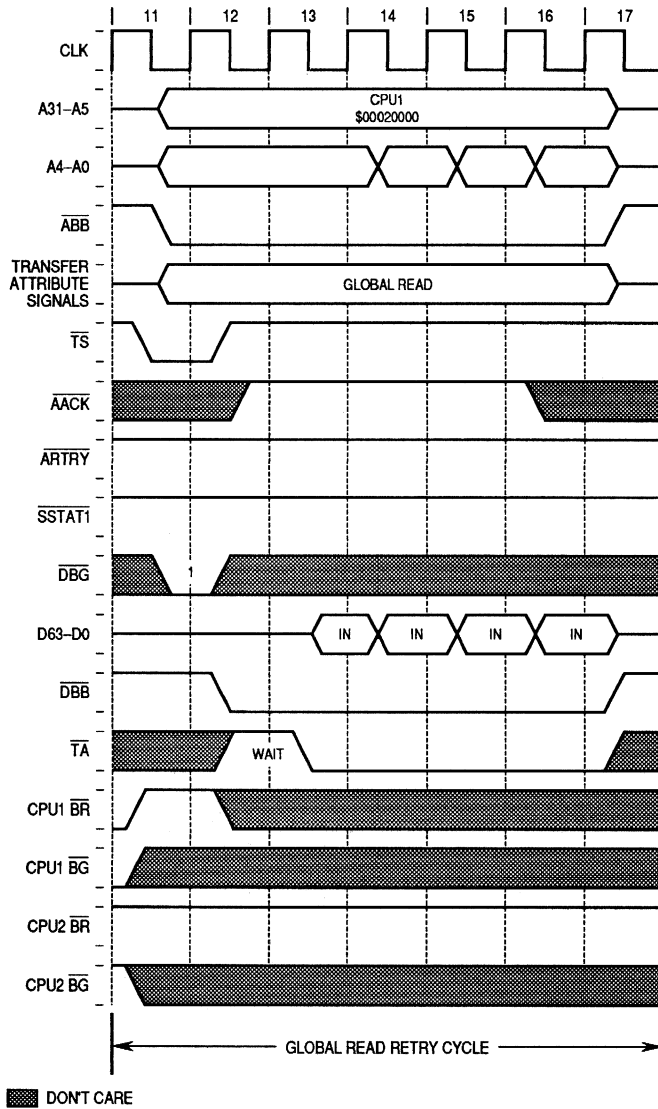 11 12 13 14 15 16 17
CLK
A31–A5
CPU1
$00020000
A4–A0
ABB
TRANSFER
ATTRIBUTE
SIGNALS
GLOBAL READ
TS
AACK
ARTRY
SSTAT1
DBG
1
D63–D0
IN IN IN IN
DBB
TA
WAIT
CPU1 BR
CPU1 BG
CPU2 BR
CPU2 BG
GLOBAL READ RETRY CYCLE
DON'T CARE